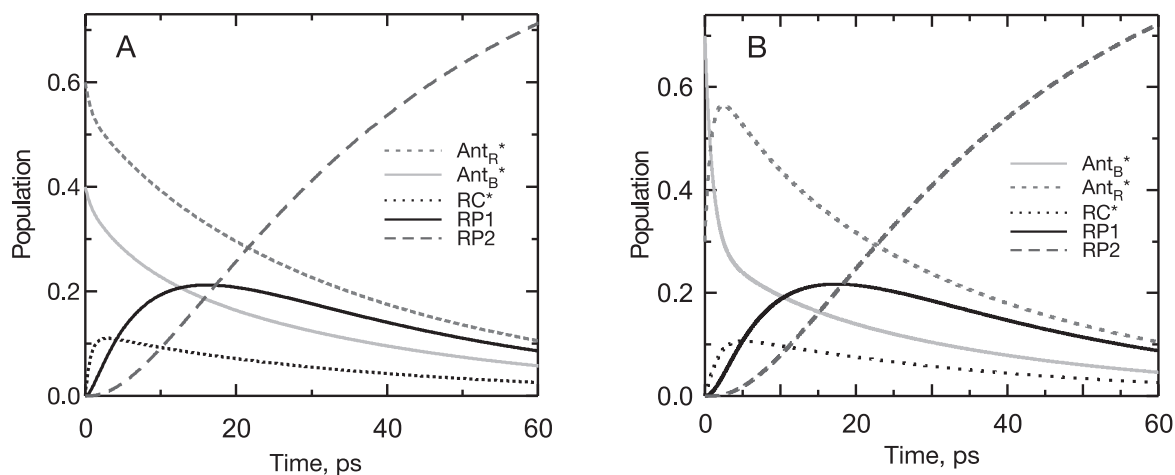 A
0.6
0.4
0.2
0.0
Population
Ant_R*
Ant_B*
RC*
RP1
RP2
0 20 40 60
Time, ps
B
0.6
0.4
0.2
0.0
Population
Ant_B*
Ant_R*
RC*
RP1
RP2
0 20 40 60
Time, ps